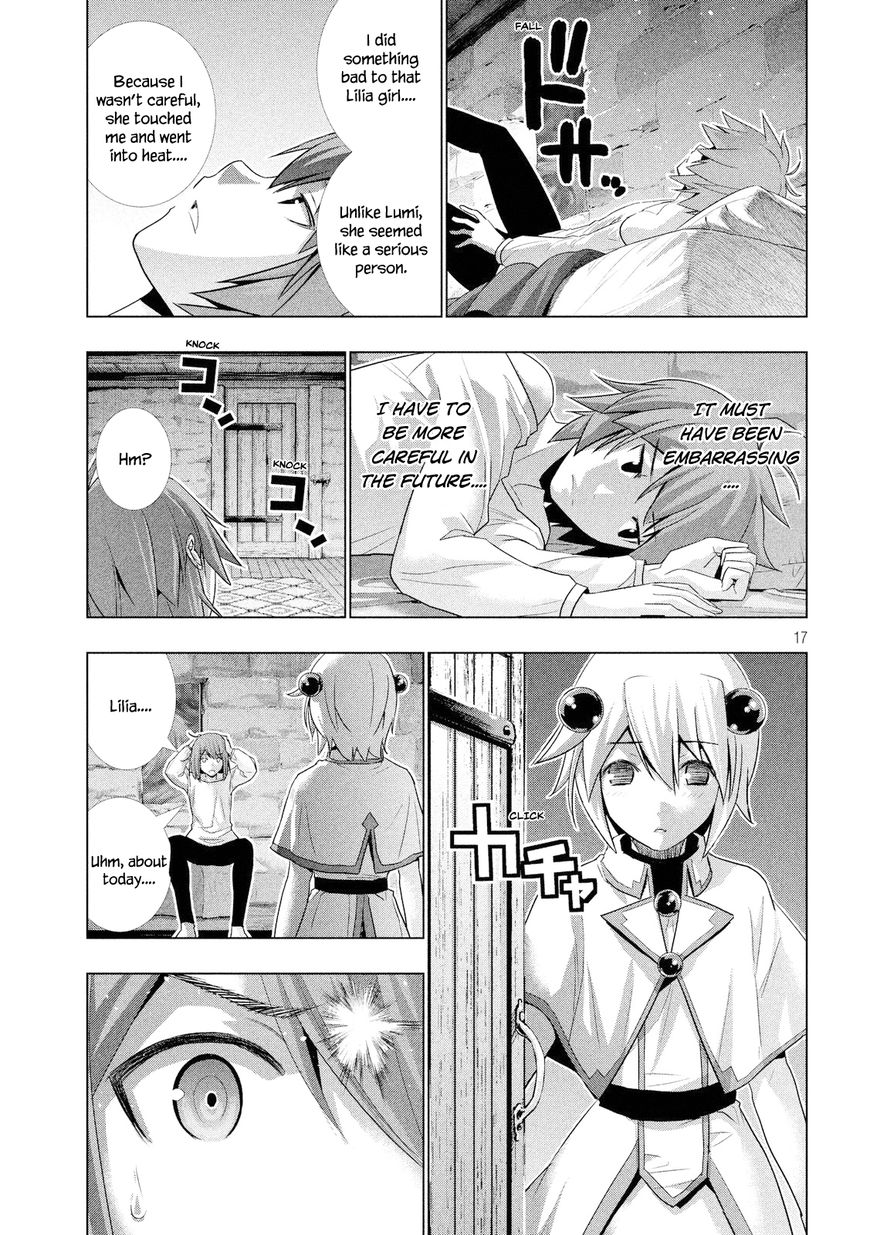 FALL
ドドォッ
I did
something
bad to that
Lilia girl....
Unlike Lumi,
she seemed
like a serious
person.
Because I
wasn't careful,
she touched
me and went
into heat....
IT MUST
HAVE BEEN
EMBARRASSING
....
I HAVE TO
BE MORE
CAREFUL IN
THE FUTURE....
KNOCK
コン
KNOCK
コン
Hm?
17
CLICK
カチャ
Lilia....
Uhm, about
today....